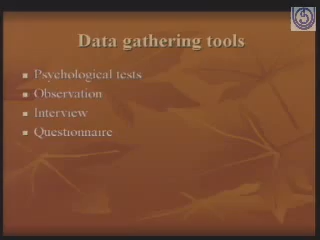 Data gathering tools
Psychological tests
Observation
Interview
Questionnaire